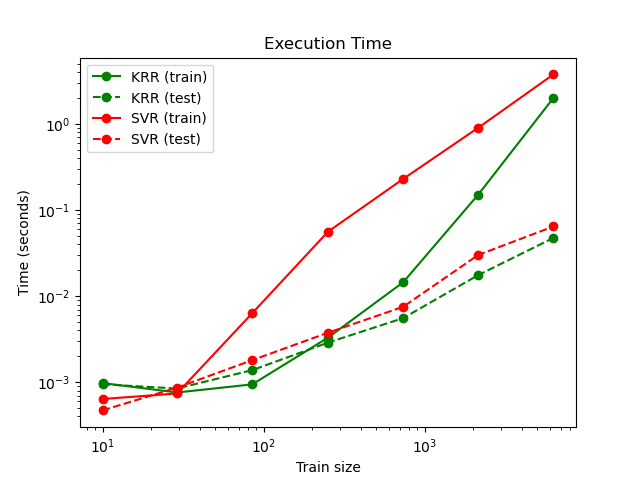 Execution Time
KRR (train)
KRR (test)
SVR (train)
SVR (test)
10⁰
10⁻¹
10⁻²
10⁻³
Time (seconds)
10¹
10²
10³
Train size